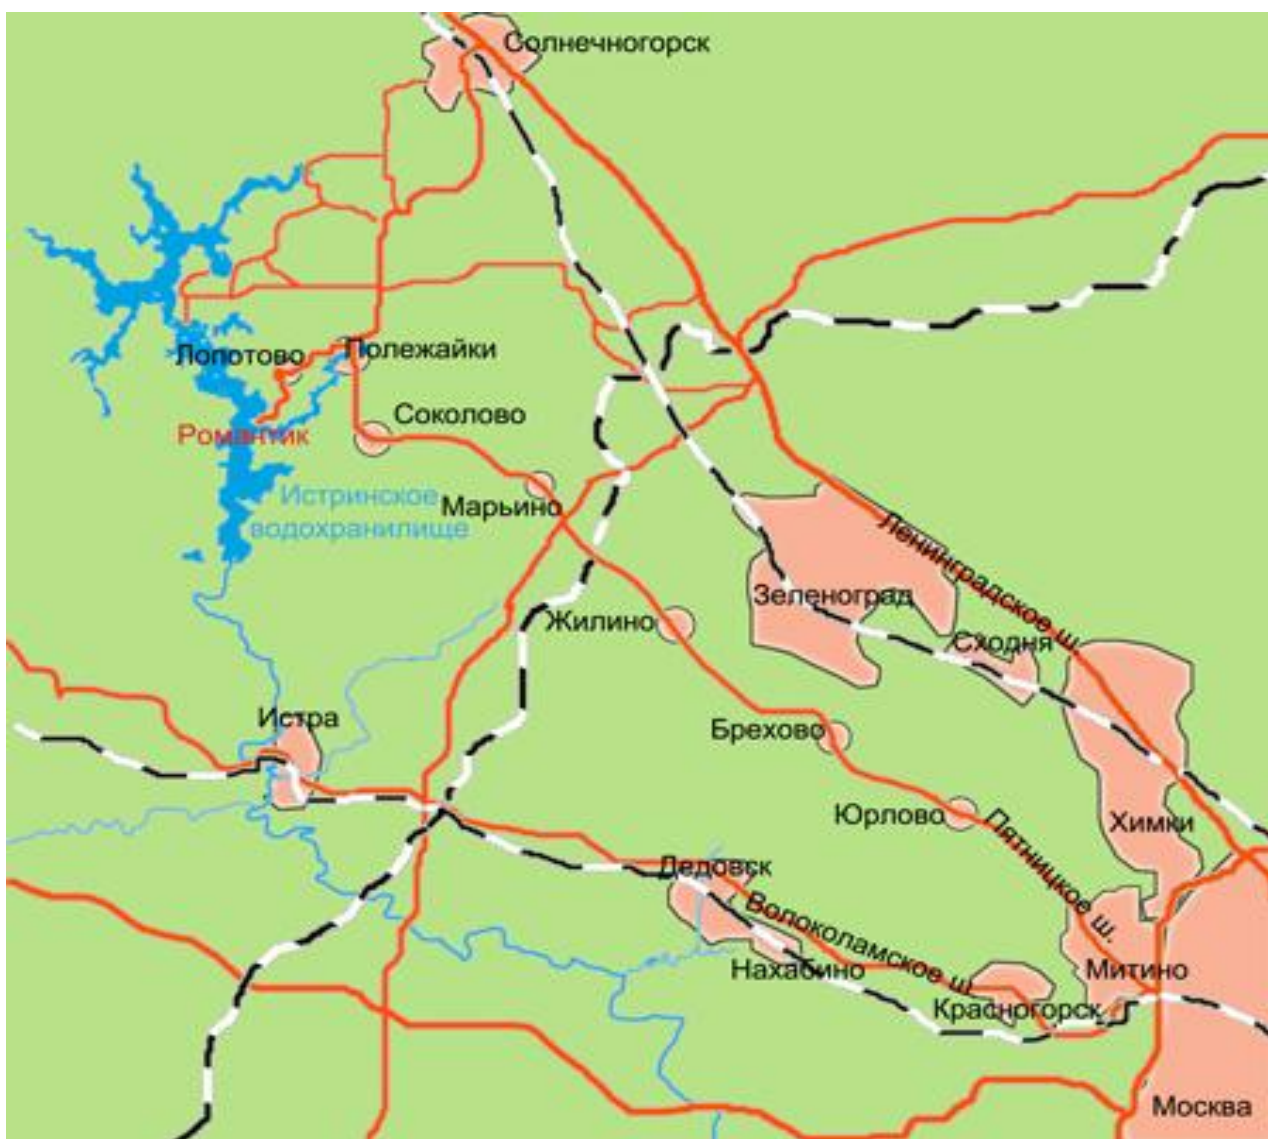 Солнечногорск
Лопотово
Полежайки
Соколово
Романтик
Истринское
водохранилище
Марьино
Ленинградское ш.
Зеленоград
Жилино
Сходня
Истра
Брехово
Юрлово
Пятницкое ш.
Химки
Дедовск
Волоколамское ш
Нахабино
Митино
Красногорск
Москва